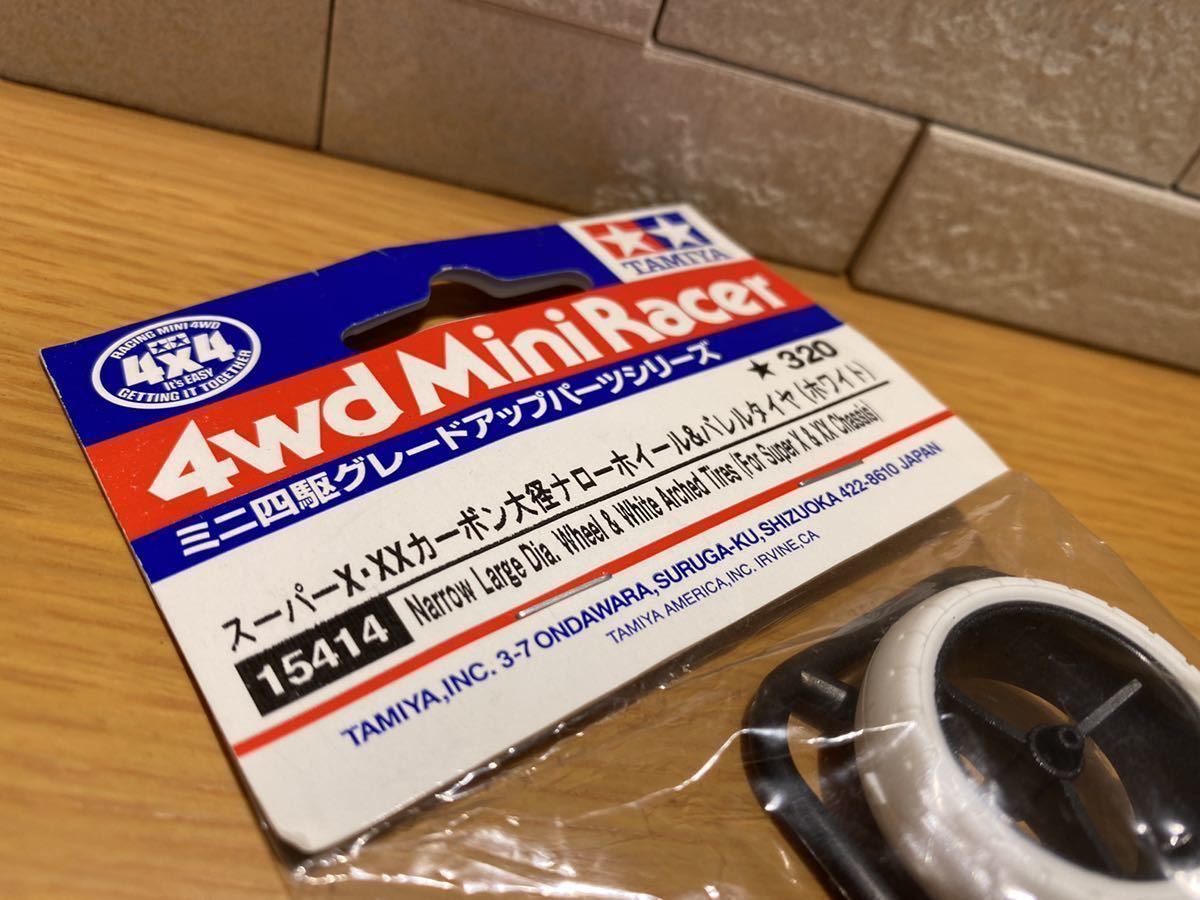 TAMIYA
RACING MINI 4WD
4x4
It's EASY
GETTING IT TOGETHER
4wd Mini Racer
ミニ四駆グレードアップパーツシリーズ
★ 320
スーパーX・XXカーボン大径ナローホイール&バレルタイヤ(ホワイト)
15414 Narrow Large Dia. Wheel & White Arched Tires (For Super X & XX Chassis)
TAMIYA,INC. 3-7 ONDAWARA,SURUGA-KU,SHIZUOKA 422-8610 JAPAN
TAMIYA AMERICA,INC. IRVINE,CA